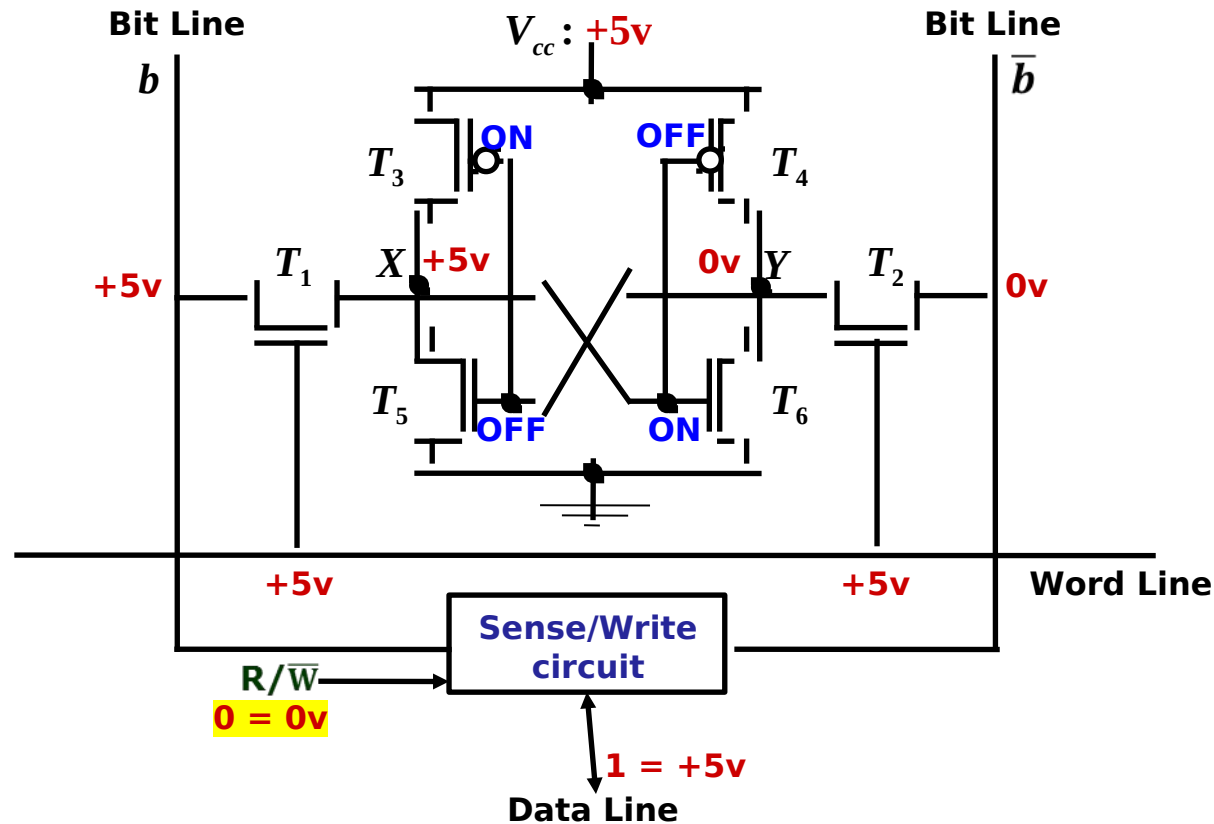 Bit Line
V_cc : +5v
Bit Line
b
b̅
ON
OFF
T₃
T₄
T₁
X
+5v
0v
Y
T₂
+5v
0v
T₅
OFF
ON
T₆
+5v
+5v
Word Line
Sense/Write
circuit
R/W̅
0 = 0v
1 = +5v
Data Line